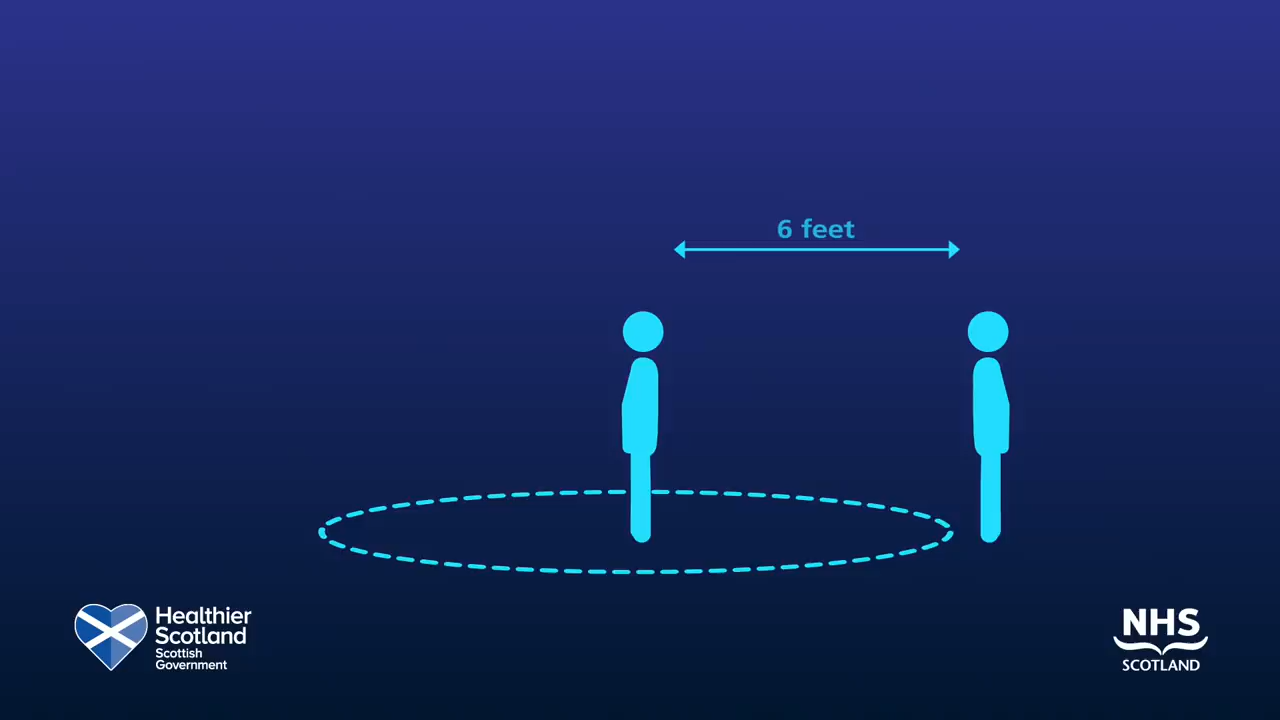 6 feet
Healthier
Scotland
Scottish
Government
NHS
SCOTLAND